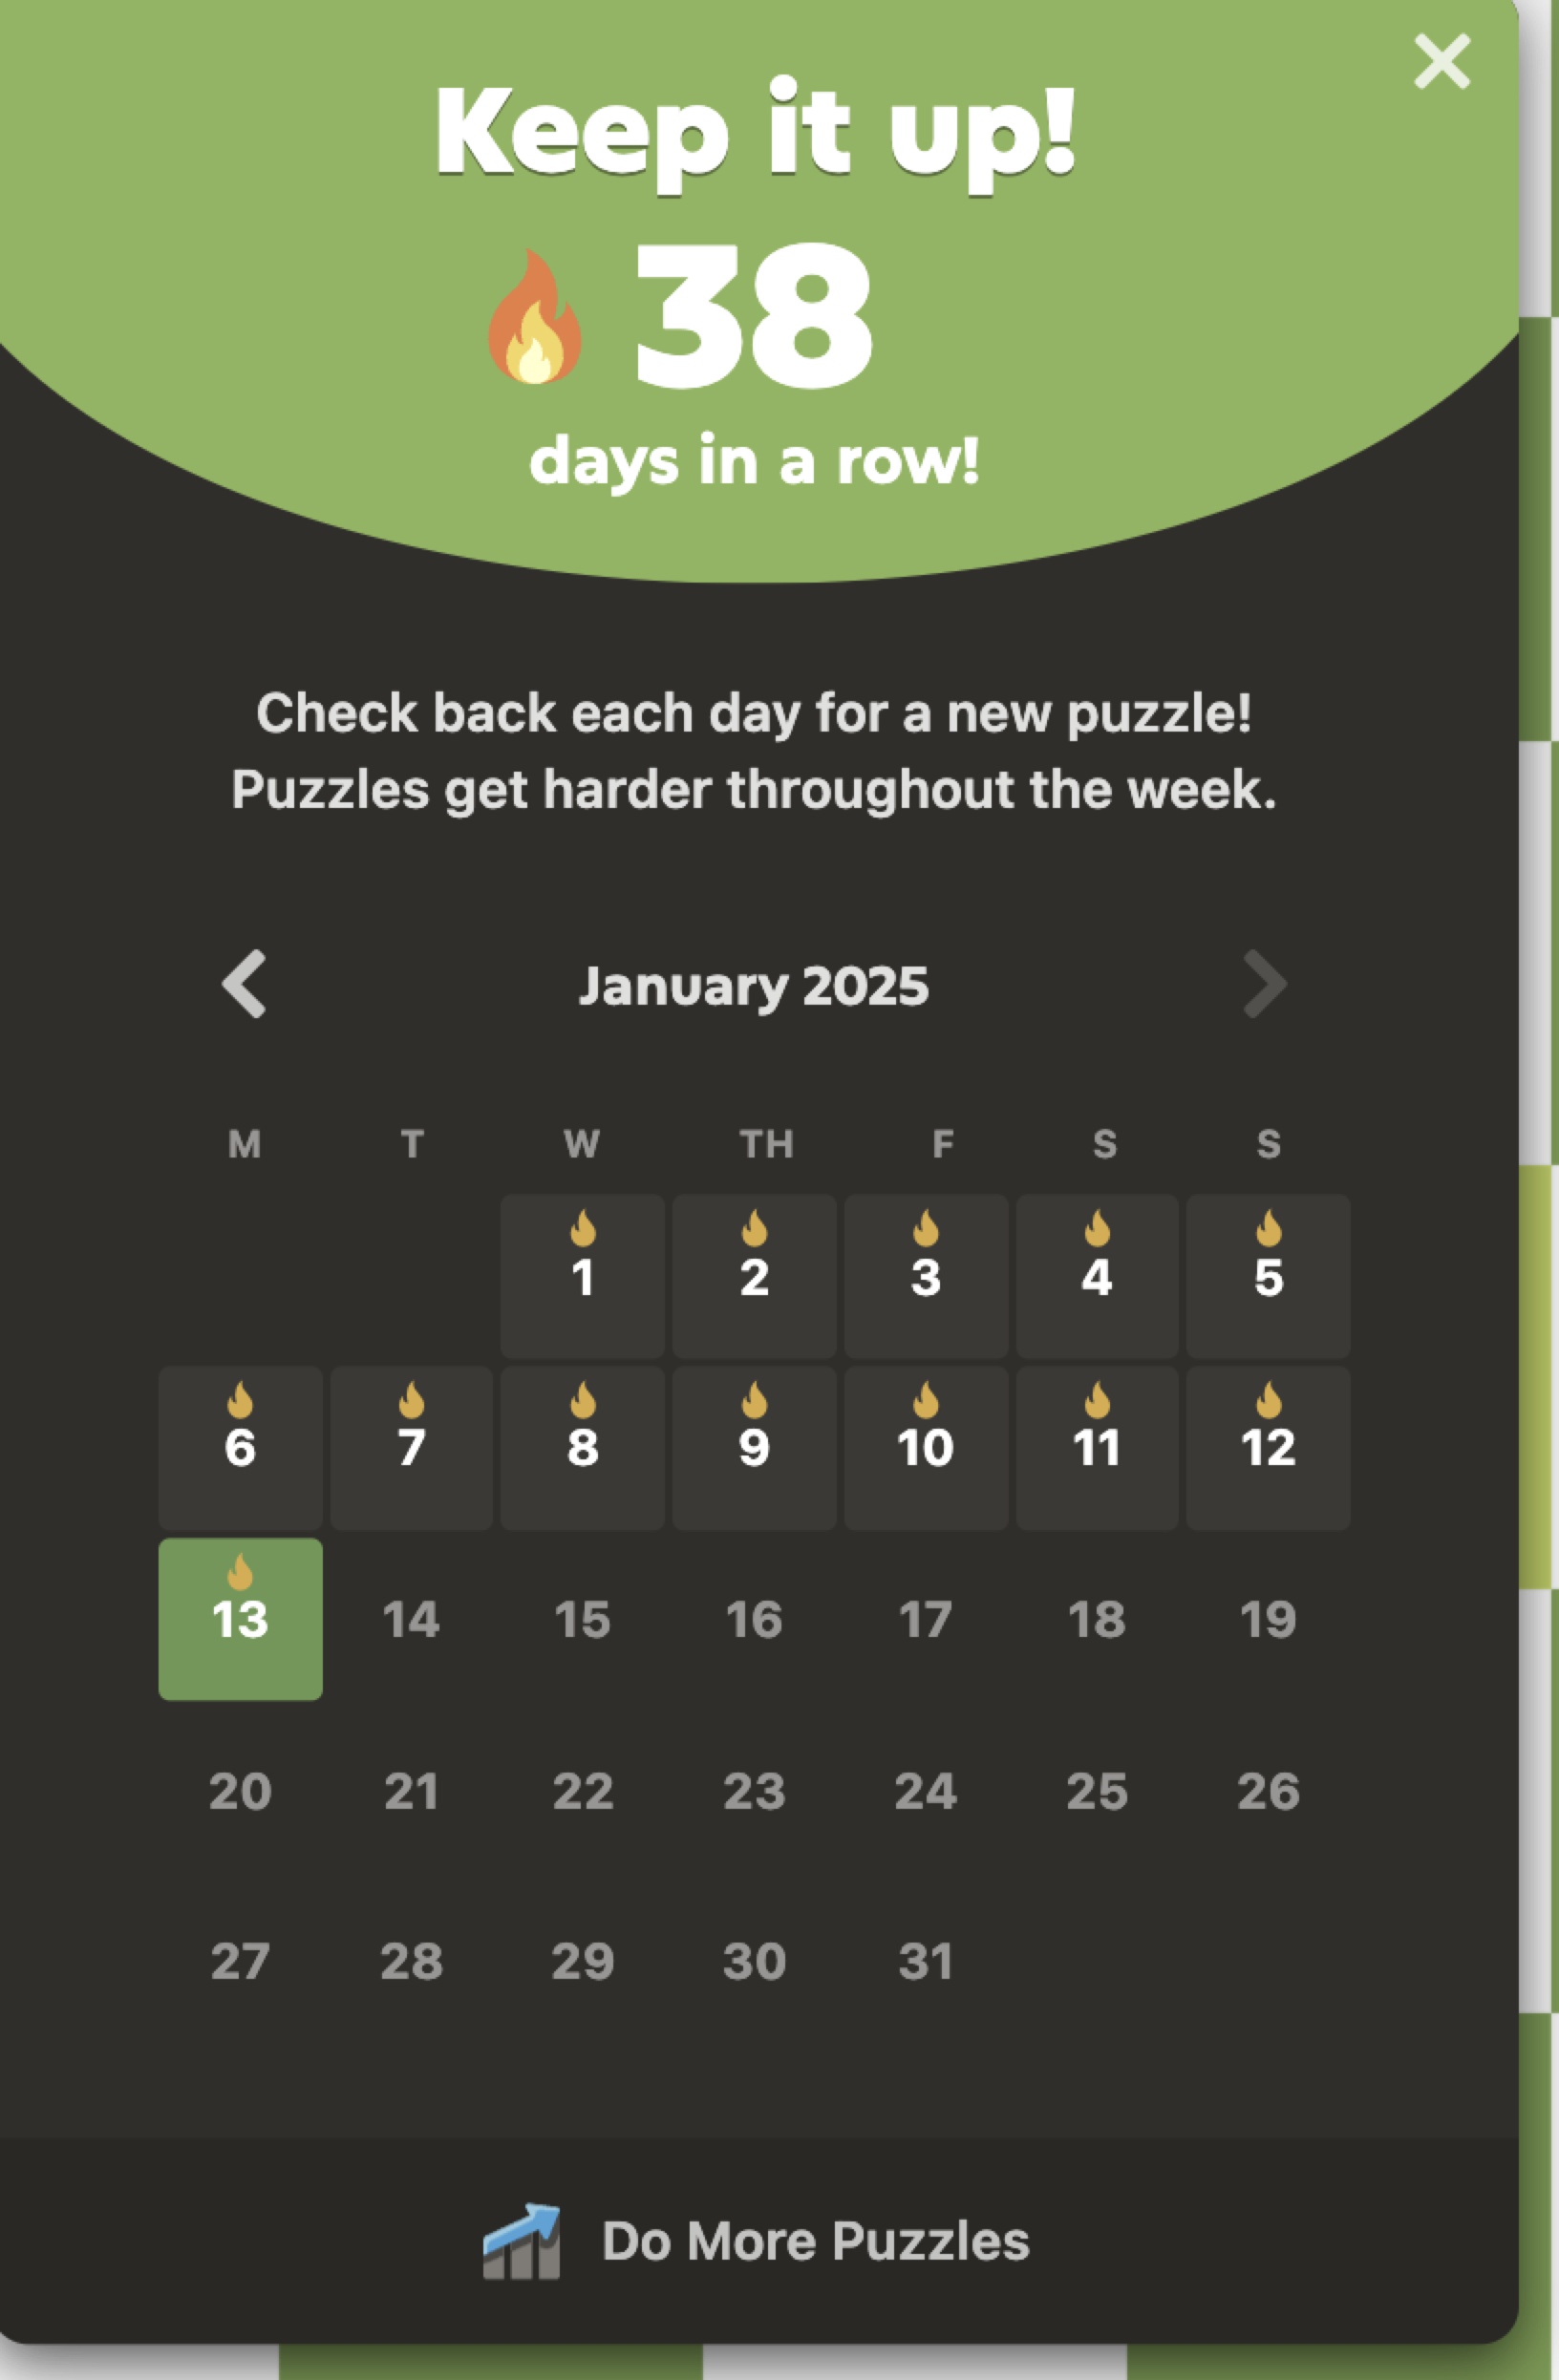 Keep it up!
38
days in a row!
Check back each day for a new puzzle!
Puzzles get harder throughout the week.
January 2025
M T W TH F S S
1 2 3 4 5
6 7 8 9 10 11 12
13 14 15 16 17 18 19
20 21 22 23 24 25 26
27 28 29 30 31
Do More Puzzles